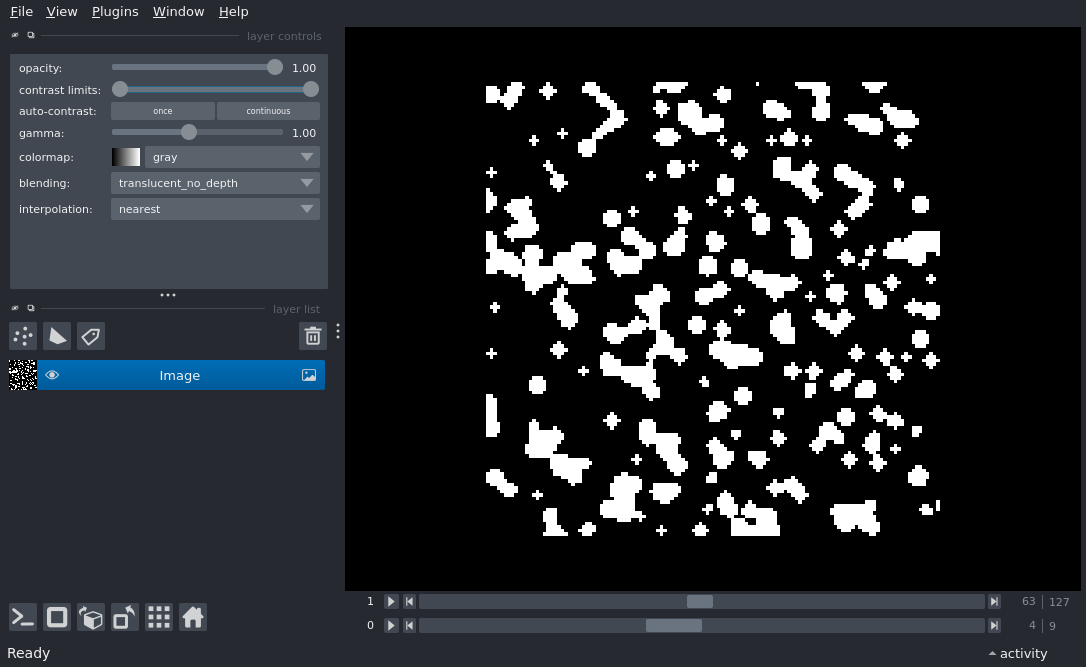 File View Plugins Window Help
layer controls
opacity: 1.00
contrast limits:
auto-contrast: once continuous
gamma: 1.00
colormap: gray
blending: translucent_no_depth
interpolation: nearest
layer list
Image
1 63 127
0 4 9
Ready activity